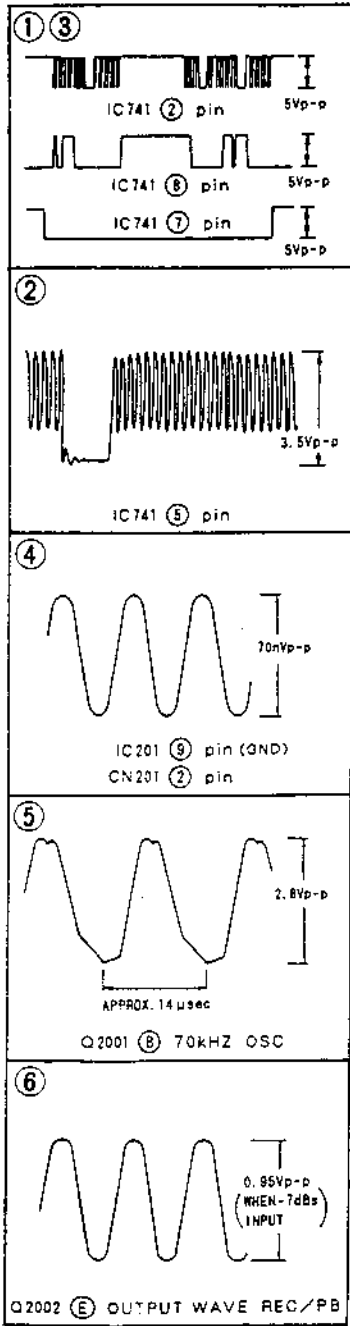 ① ③
IC741 ② pin
5Vp-p
IC741 ⑧ pin
5Vp-p
IC741 ⑦ pin
5Vp-p
②
3.5Vp-p
IC741 ⑤ pin
④
70mVp-p
IC201 ⑨ pin (GND)
CN201 ② pin
⑤
2.8Vp-p
APPROX. 14 μsec
Q2001 Ⓑ 70kHZ OSC
⑥
0.95Vp-p
(WHEN-7dBs
INPUT)
Q2002 Ⓔ OUTPUT WAVE REC/PB